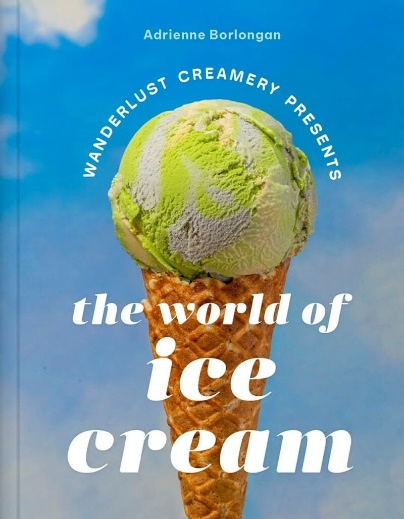 Adrienne Borlongan
WANDERLUST CREAMERY PRESENTS
the world of
ice
cream